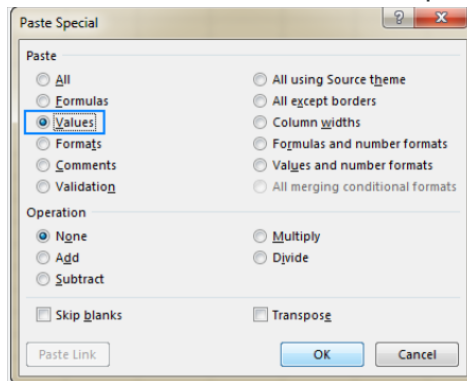 Paste Special
Paste
All
All using Source theme
Formulas
All except borders
Values
Column widths
Formats
Formulas and number formats
Comments
Values and number formats
Validation
All merging conditional formats
Operation
None
Multiply
Add
Divide
Subtract
Skip blanks
Transpose
Paste Link
OK
Cancel